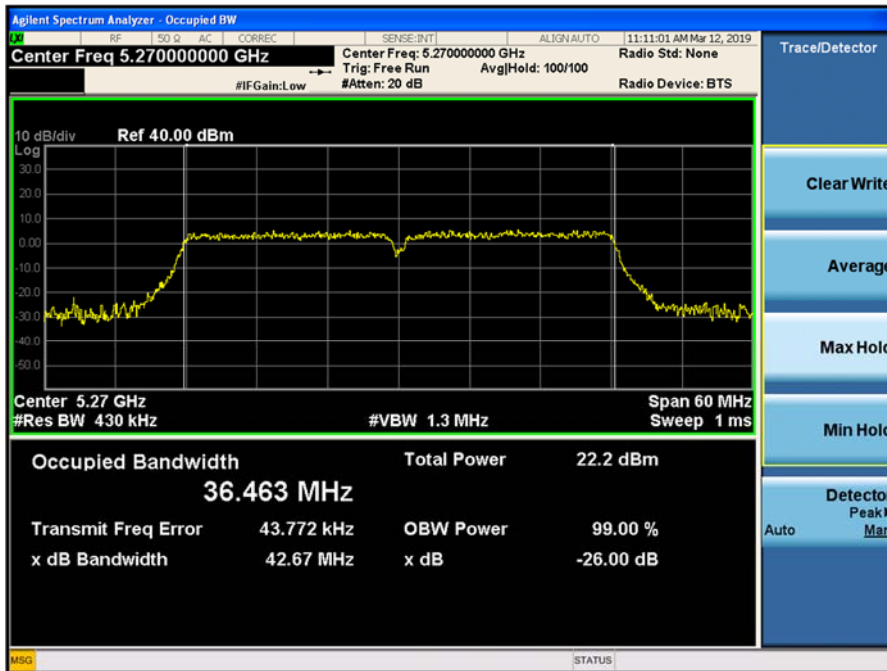 Agilent Spectrum Analyzer - Occupied BW
LXI RF 50 Ω AC CORREC SENSE:INT ALIGN AUTO 11:11:01 AM Mar 12, 2019
Center Freq 5.270000000 GHz Center Freq: 5.270000000 GHz Radio Std: None
Trig: Free Run Avg|Hold: 100/100
#IFGain:Low #Atten: 20 dB Radio Device: BTS
Trace/Detector
10 dB/div Ref 40.00 dBm
Log
30.0
20.0
10.0
0.00
-10.0
-20.0
-30.0
-40.0
-50.0
Center 5.27 GHz Span 60 MHz
#Res BW 430 kHz #VBW 1.3 MHz Sweep 1 ms
Occupied Bandwidth Total Power 22.2 dBm
36.463 MHz
Transmit Freq Error 43.772 kHz OBW Power 99.00 %
x dB Bandwidth 42.67 MHz x dB -26.00 dB
Clear Write
Average
Max Hold
Min Hold
Detector
Peak
Auto Man
MSG STATUS